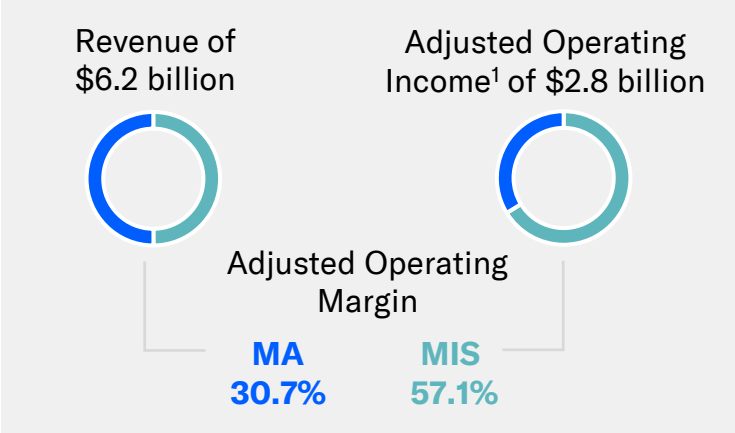 Revenue of
$6.2 billion
Adjusted Operating
Income¹ of $2.8 billion
Adjusted Operating
Margin
MA
30.7%
MIS
57.1%